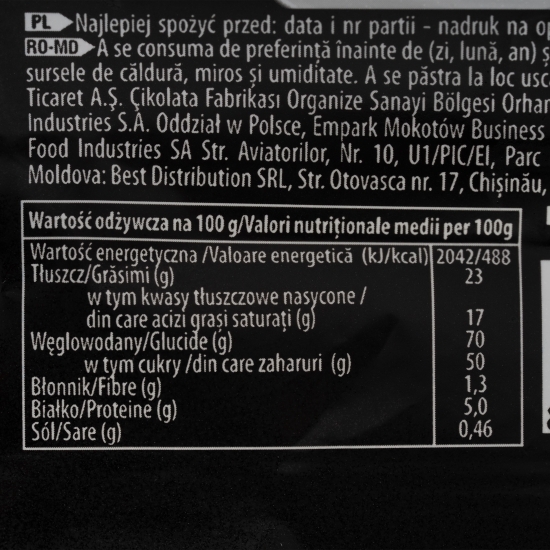 PL Najlepiej spożyć przed: data i nr partii - nadruk na op
RO-MD A se consuma de preferință înainte de (zi, lună, an) ș
sursele de căldură, miros și umiditate. A se păstra la loc usc
Ticaret A.Ş. Çikolata Fabrikası Organize Sanayi Bölgesi Orhan
Industries S.A. Oddział w Polsce, Empark Mokotów Business
Food Industries SA Str. Aviatorilor, Nr. 10, U1/PIC/EI, Parc
Moldova: Best Distribution SRL, Str. Otovasca nr. 17, Chișinău,
Wartość odżywcza na 100 g/Valori nutriționale medii per 100g
Wartość energetyczna /Valoare energetică (kJ/kcal) 2042/488
Tłuszcz/Grăsimi (g) 23
w tym kwasy tłuszczowe nasycone /
din care acizi grași saturați (g) 17
Węglowodany/Glucide (g) 70
w tym cukry /din care zaharuri (g) 50
Błonnik/Fibre (g) 1,3
Białko/Proteine (g) 5,0
Sól/Sare (g) 0,46